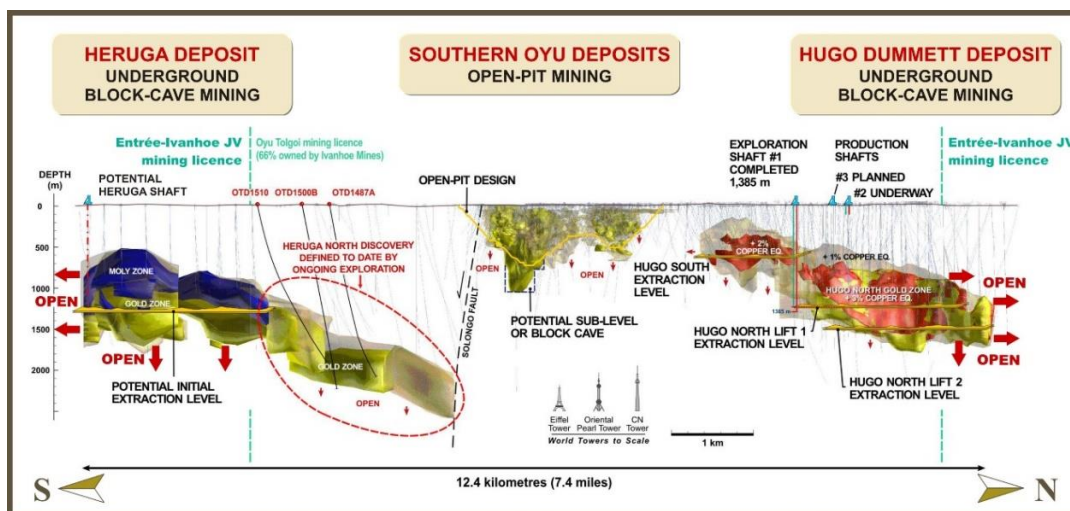 HERUGA DEPOSIT
UNDERGROUND
BLOCK-CAVE MINING
SOUTHERN OYU DEPOSITS
OPEN-PIT MINING
HUGO DUMMETT DEPOSIT
UNDERGROUND
BLOCK-CAVE MINING
Entrée-Ivanhoe JV
mining licence
Oyu Tolgoi mining licence
(66% owned by Ivanhoe Mines)
EXPLORATION
SHAFT #1
COMPLETED
1,385 m
PRODUCTION
SHAFTS
#3 PLANNED
#2 UNDERWAY
Entrée-Ivanhoe JV
mining licence
DEPTH
(m)
POTENTIAL
HERUGA SHAFT
OTD1510
OTD1500B
OTD1487A
OPEN-PIT DESIGN
0
500
1000
1500
2000
MOLY ZONE
GOLD ZONE
OPEN
OPEN
POTENTIAL INITIAL
EXTRACTION LEVEL
HERUGA NORTH DISCOVERY
DEFINED TO DATE BY
ONGOING EXPLORATION
GOLD ZONE
OPEN
SOLONGO FAULT
OPEN
OPEN
POTENTIAL SUB-LEVEL
OR BLOCK CAVE
HUGO SOUTH
EXTRACTION
LEVEL
+ 2%
COPPER EQ.
+ 1% COPPER EQ.
HUGO NORTH GOLD ZONE
+ 3% COPPER EQ.
1385 m
HUGO NORTH LIFT 1
EXTRACTION LEVEL
HUGO NORTH LIFT 2
EXTRACTION LEVEL
OPEN
OPEN
Eiffel
Tower
Oriental
Pearl Tower
CN
Tower
World Towers to Scale
1 km
S
12.4 kilometres (7.4 miles)
N